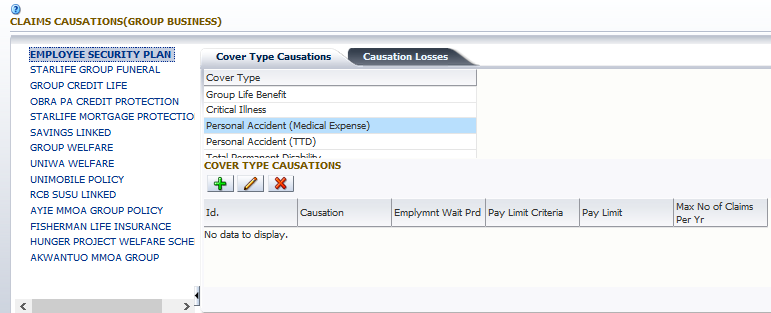 CLAIMS CAUSATIONS(GROUP BUSINESS)
EMPLOYEE SECURITY PLAN
STARLIFE GROUP FUNERAL
GROUP CREDIT LIFE
OBRA PA CREDIT PROTECTION
STARLIFE MORTGAGE PROTECTIO
SAVINGS LINKED
GROUP WELFARE
UNIWA WELFARE
UNIMOBILE POLICY
RCB SUSU LINKED
AYIE MMOA GROUP POLICY
FISHERMAN LIFE INSURANCE
HUNGER PROJECT WELFARE SCHE
AKWANTUO MMOA GROUP
Cover Type Causations Causation Losses
Cover Type
Group Life Benefit
Critical Illness
Personal Accident (Medical Expense)
Personal Accident (TTD)
Total Permanent Disability
COVER TYPE CAUSATIONS
Id. Causation Emplymnt Wait Prd Pay Limit Criteria Pay Limit Max No of Claims
Per Yr
No data to display.